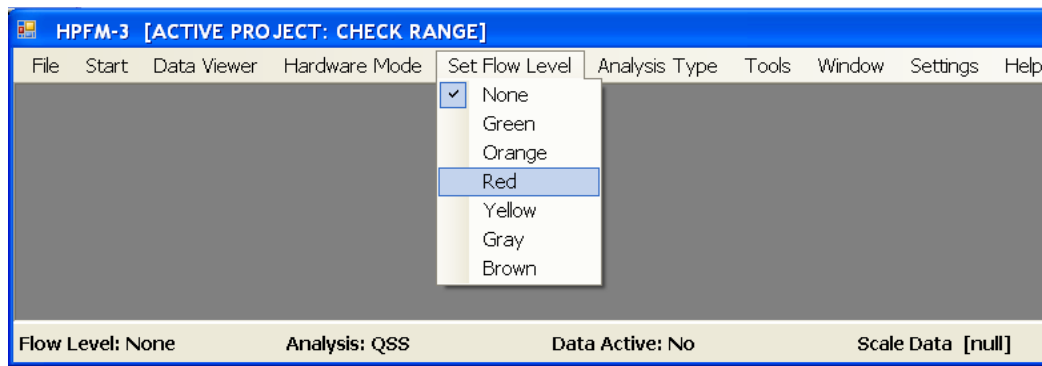 HPFM-3 [ACTIVE PROJECT: CHECK RANGE]
File Start Data Viewer Hardware Mode Set Flow Level Analysis Type Tools Window Settings Help
None
Green
Orange
Red
Yellow
Gray
Brown
Flow Level: None Analysis: QSS Data Active: No Scale Data [null]